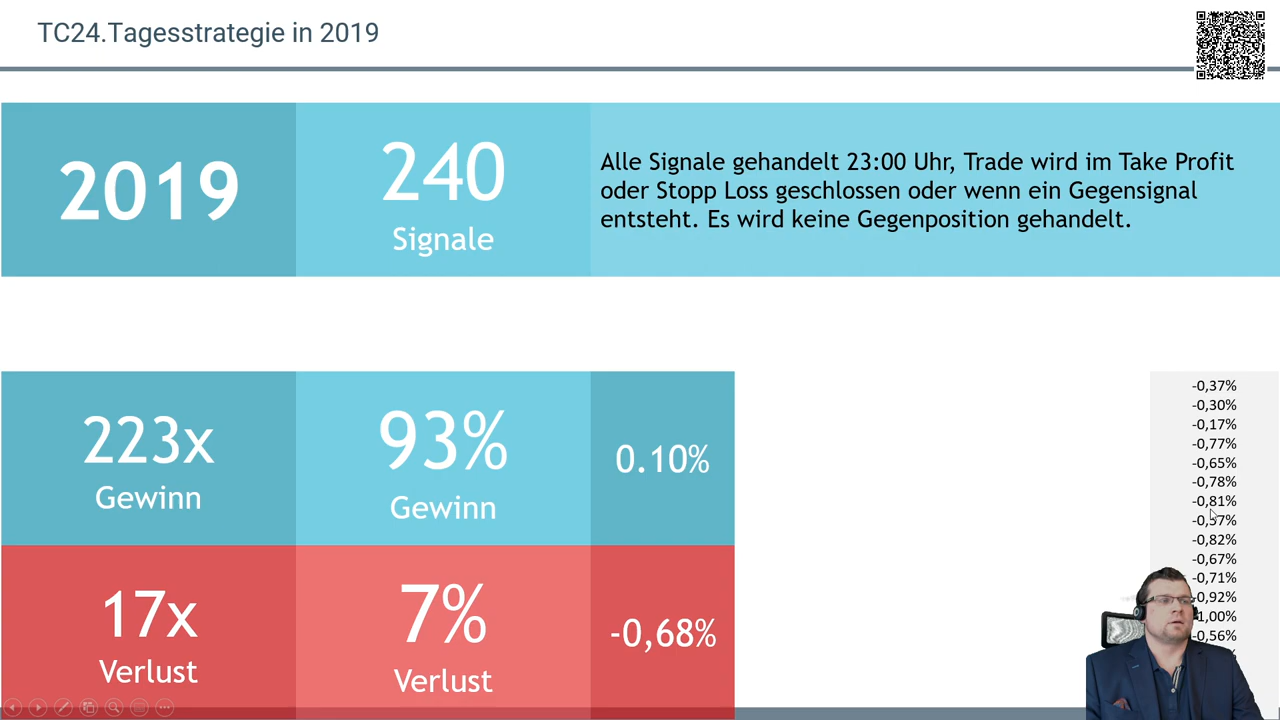 TC24.Tagesstrategie in 2019
2019
240
Signale
Alle Signale gehandelt 23:00 Uhr, Trade wird im Take Profit
oder Stopp Loss geschlossen oder wenn ein Gegensignal
entsteht. Es wird keine Gegenposition gehandelt.
223x
Gewinn
93%
Gewinn
0.10%
17x
Verlust
7%
Verlust
-0,68%
-0,37%
-0,30%
-0,17%
-0,77%
-0,65%
-0,78%
-0,81%
-0,82%
-0,67%
-0,71%
-0,92%
1,00%
-0,56%